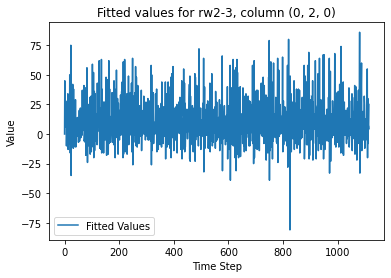 Fitted values for rw2-3, column (0, 2, 0)
75
50
25
0
−25
−50
−75
Value
Fitted Values
0 200 400 600 800 1000
Time Step